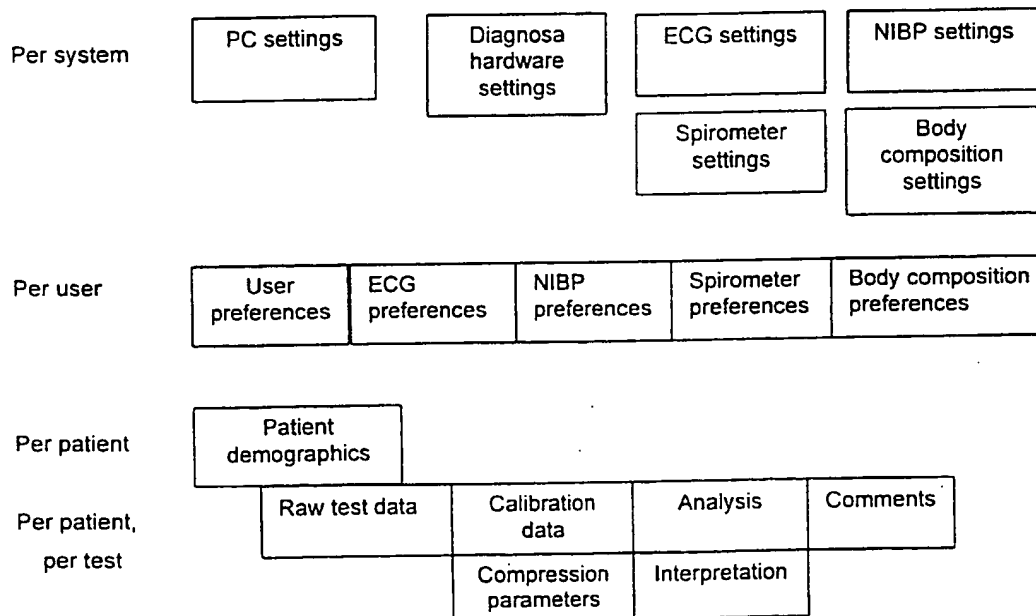 Per system
PC settings
Diagnosa
hardware
settings
ECG settings
NIBP settings
Spirometer
settings
Body
composition
settings
Per user
User
preferences
ECG
preferences
NIBP
preferences
Spirometer
preferences
Body composition
preferences
Per patient
Patient
demographics
Per patient,
per test
Raw test data
Calibration
data
Analysis
Comments
Compression
parameters
Interpretation